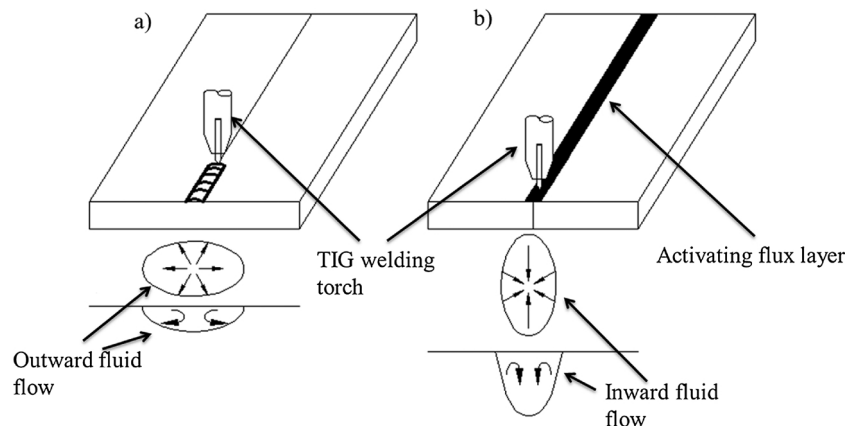 a)
b)
TIG welding
torch
Activating flux layer
Outward fluid
flow
Inward fluid
flow